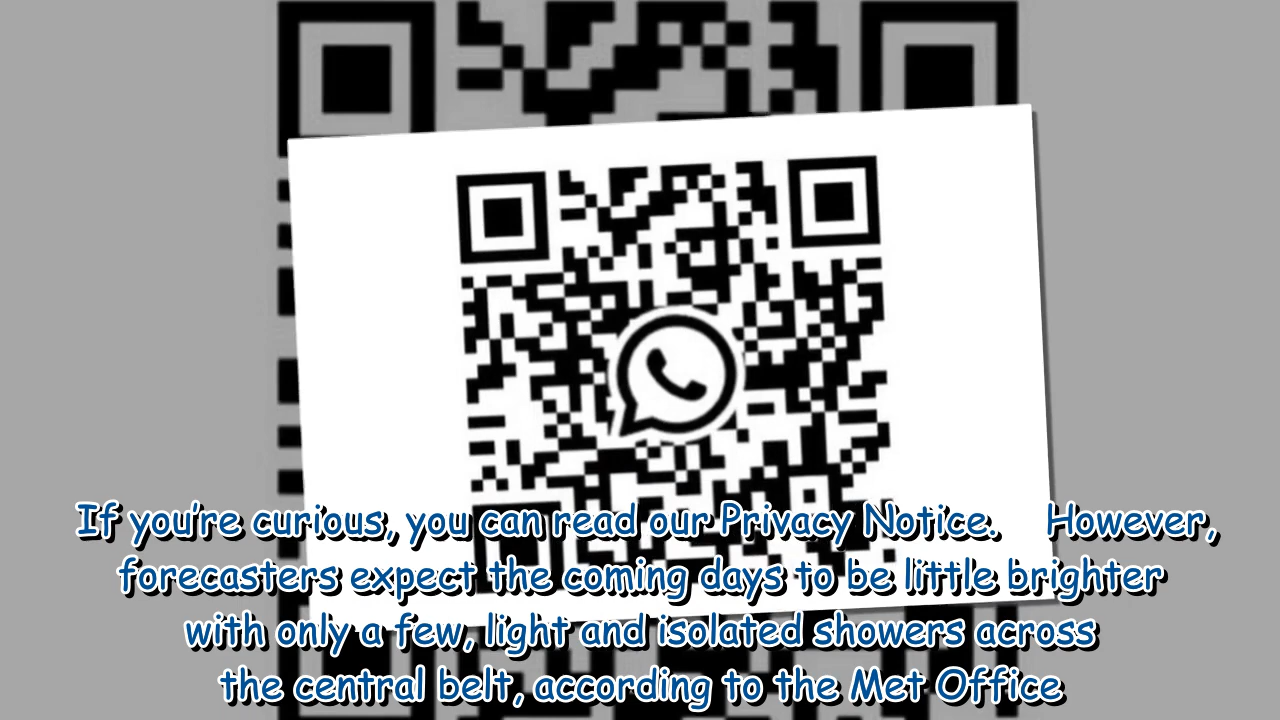 If you're curious, you can read our Privacy Notice. However,
forecasters expect the coming days to be little brighter
with only a few, light and isolated showers across
the central belt, according to the Met Office